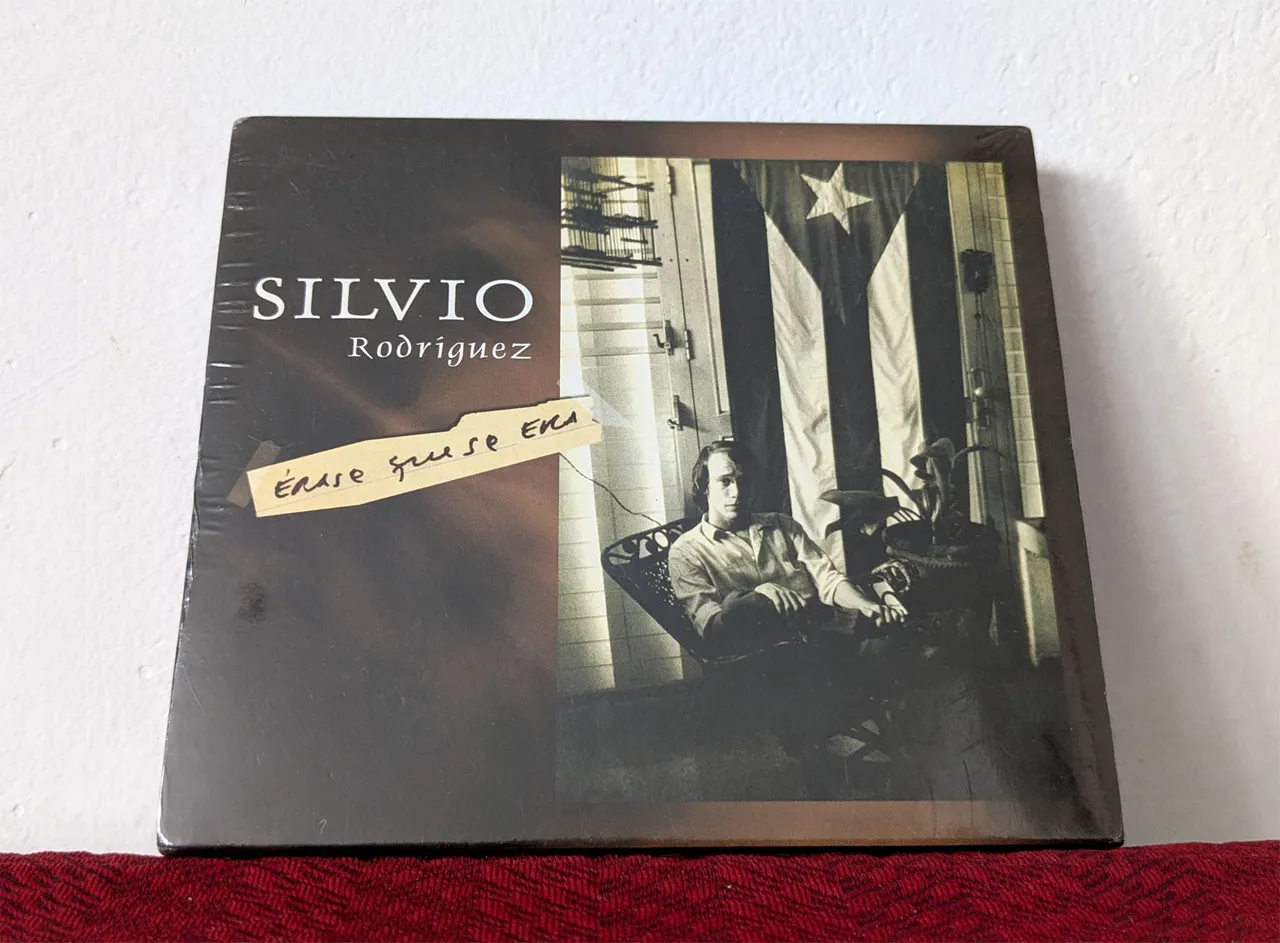 SILVIO
Rodríguez
ÉRASE QUE SE ERA